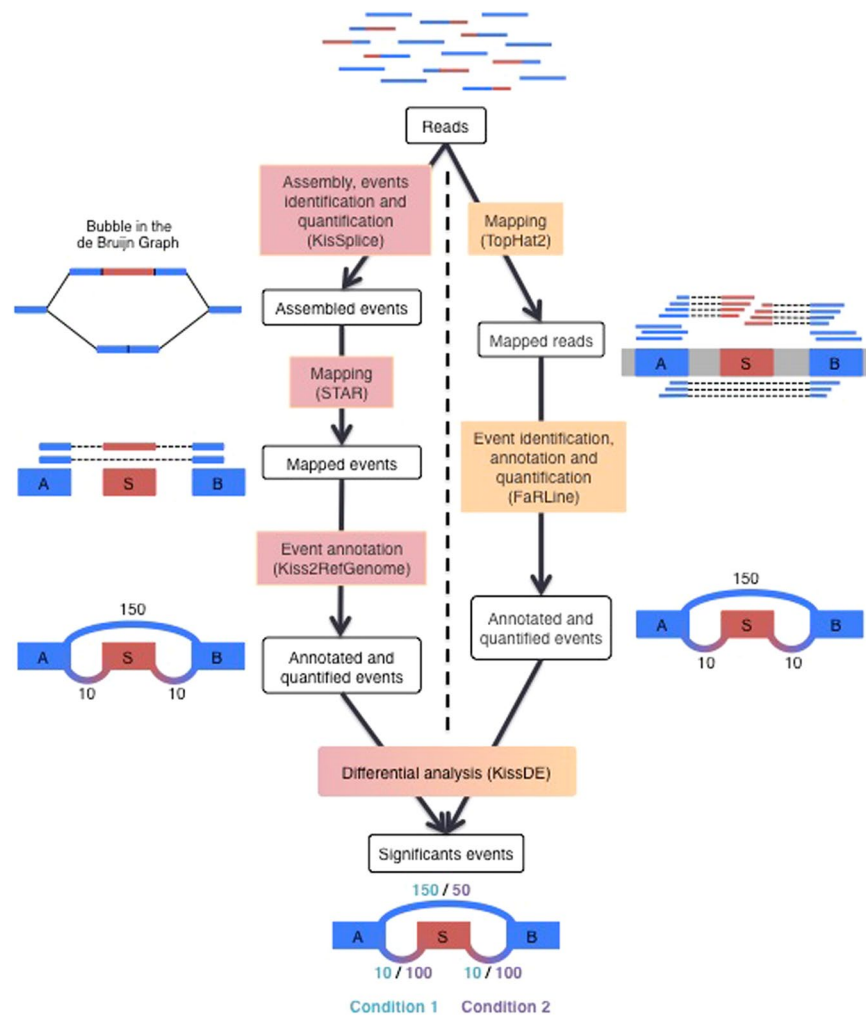 Reads
Assembly, events
identification and
quantification
(KisSplice)
Mapping
(TopHat2)
Bubble in the
de Bruijn Graph
Assembled events
Mapped reads
A
S
B
Mapping
(STAR)
Event identification,
annotation and
quantification
(FaRLine)
Mapped events
A
S
B
Event annotation
(Kiss2RefGenome)
150
A
S
B
10
10
Annotated and
quantified events
Annotated and
quantified events
150
A
S
B
10
10
Differential analysis (KissDE)
Significants events
150 / 50
A
S
B
10 / 100
10 / 100
Condition 1
Condition 2